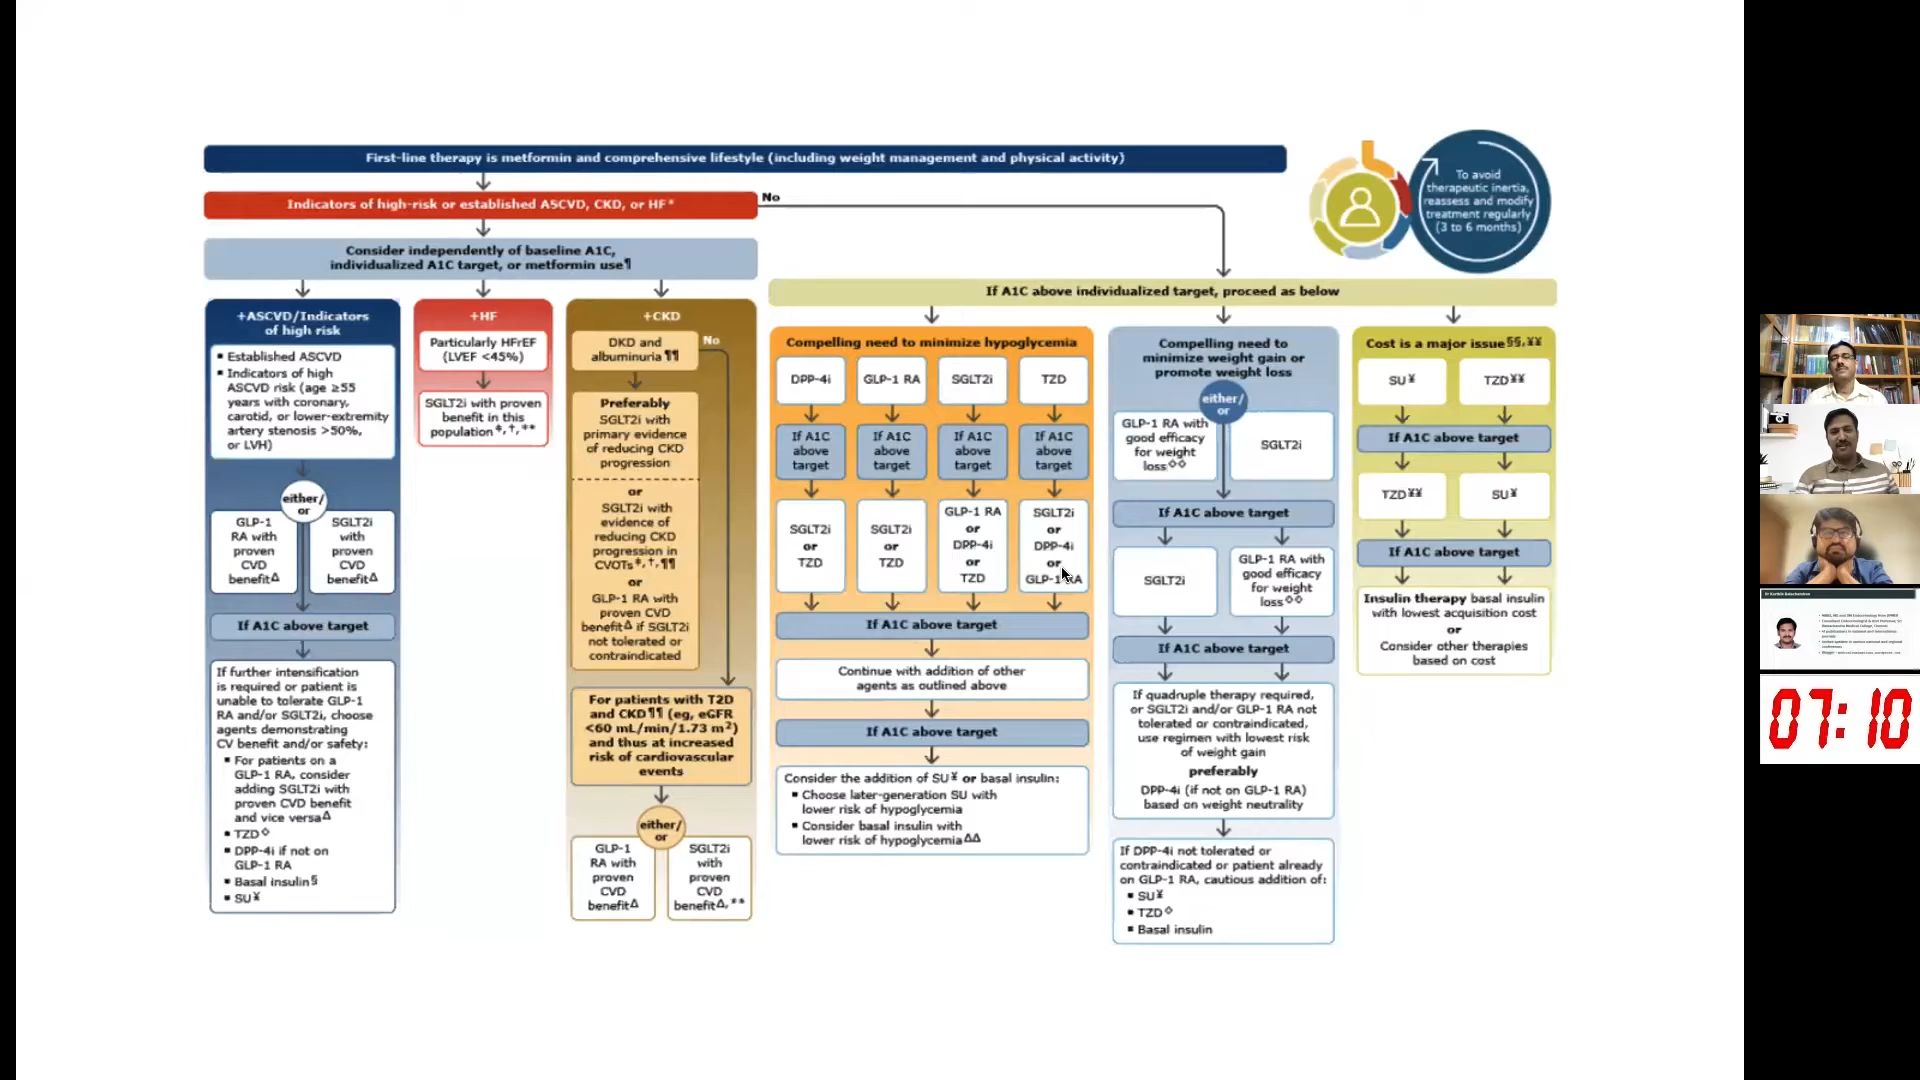 First-line therapy is metformin and comprehensive lifestyle (including weight management and physical activity)
To avoid
therapeutic inertia,
reassess and modify
treatment regularly
(3 to 6 months)
Indicators of high-risk or established ASCVD, CKD, or HF*
No
Consider independently of baseline A1C,
individualized A1C target, or metformin use¶
If A1C above individualized target, proceed as below
+ASCVD/Indicators
of high risk
▪ Established ASCVD
▪ Indicators of high
ASCVD risk (age ≥55
years with coronary,
carotid, or lower-extremity
artery stenosis >50%,
or LVH)
either/
or
GLP-1
RA with
proven
CVD
benefitΔ
SGLT2i
with
proven
CVD
benefitΔ
If A1C above target
If further intensification
is required or patient is
unable to tolerate GLP-1
RA and/or SGLT2i, choose
agents demonstrating
CV benefit and/or safety:
▪ For patients on a
GLP-1 RA, consider
adding SGLT2i with
proven CVD benefit
and vice versaΔ
▪ TZD◇
▪ DPP-4i if not on
GLP-1 RA
▪ Basal insulin§
▪ SU¥
+HF
Particularly HFrEF
(LVEF <45%)
SGLT2i with proven
benefit in this
population‡,†,**
+CKD
DKD and
albuminuria¶¶
No
Preferably
SGLT2i with
primary evidence
of reducing CKD
progression
or
SGLT2i with
evidence of
reducing CKD
progression in
CVOTs‡,†,¶¶
or
GLP-1 RA with
proven CVD
benefitΔ if SGLT2i
not tolerated or
contraindicated
For patients with T2D
and CKD¶¶ (eg, eGFR
<60 mL/min/1.73 m²)
and thus at increased
risk of cardiovascular
events
either/
or
GLP-1
RA with
proven
CVD
benefitΔ
SGLT2i
with
proven
CVD
benefitΔ,**
Compelling need to minimize hypoglycemia
DPP-4i
GLP-1 RA
SGLT2i
TZD
If A1C
above
target
If A1C
above
target
If A1C
above
target
If A1C
above
target
SGLT2i
or
TZD
SGLT2i
or
TZD
GLP-1 RA
or
DPP-4i
or
TZD
SGLT2i
or
DPP-4i
or
GLP-1 RA
If A1C above target
Continue with addition of other
agents as outlined above
If A1C above target
Consider the addition of SU¥ or basal insulin:
▪ Choose later-generation SU with
lower risk of hypoglycemia
▪ Consider basal insulin with
lower risk of hypoglycemiaΔΔ
Compelling need to
minimize weight gain or
promote weight loss
either/
or
GLP-1 RA with
good efficacy
for weight
loss◇◇
SGLT2i
If A1C above target
SGLT2i
GLP-1 RA with
good efficacy
for weight
loss◇◇
If A1C above target
If quadruple therapy required,
or SGLT2i and/or GLP-1 RA not
tolerated or contraindicated,
use regimen with lowest risk
of weight gain
preferably
DPP-4i (if not on GLP-1 RA)
based on weight neutrality
If DPP-4i not tolerated or
contraindicated or patient already
on GLP-1 RA, cautious addition of:
▪ SU¥
▪ TZD◇
▪ Basal insulin
Cost is a major issue§§,¥¥
SU¥
TZD¥¥
If A1C above target
TZD¥¥
SU¥
If A1C above target
Insulin therapy basal insulin
with lowest acquisition cost
or
Consider other therapies
based on cost
07:10